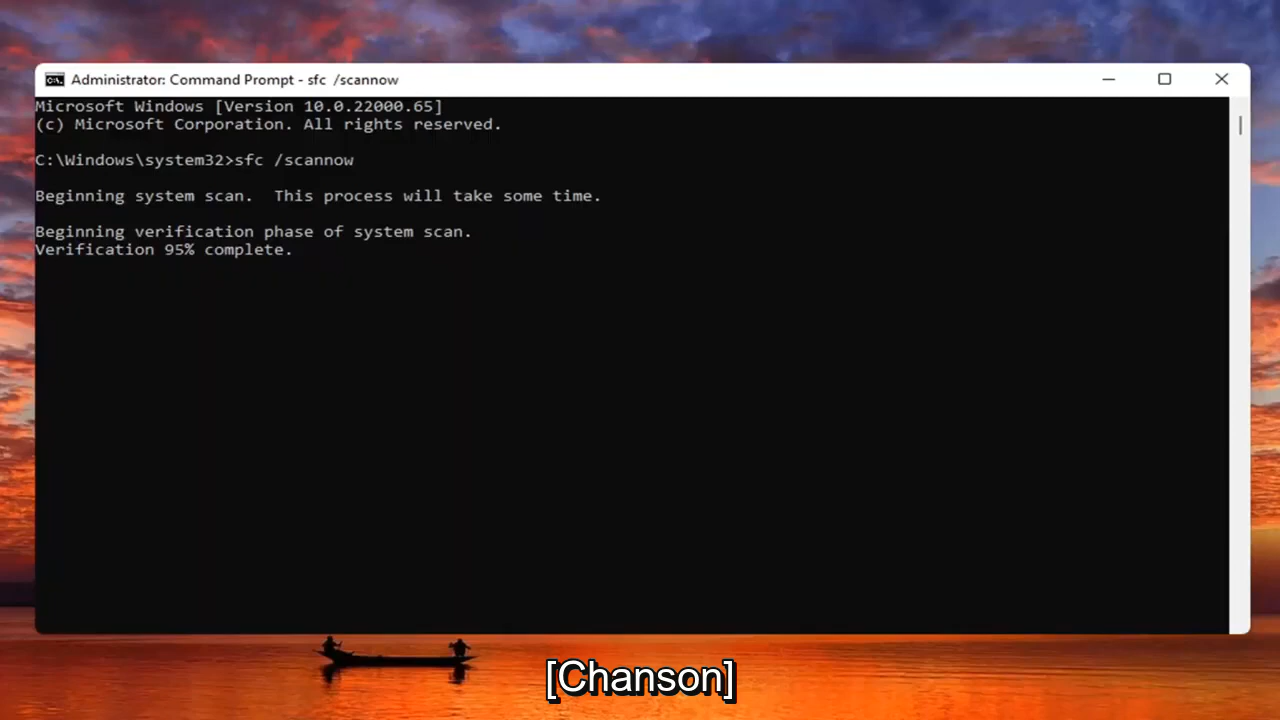 Administrator: Command Prompt - sfc  /scannow
Microsoft Windows [Version 10.0.22000.65]
(c) Microsoft Corporation. All rights reserved.
C:\Windows\system32>sfc /scannow
Beginning system scan.  This process will take some time.
Beginning verification phase of system scan.
Verification 95% complete.
[Chanson]